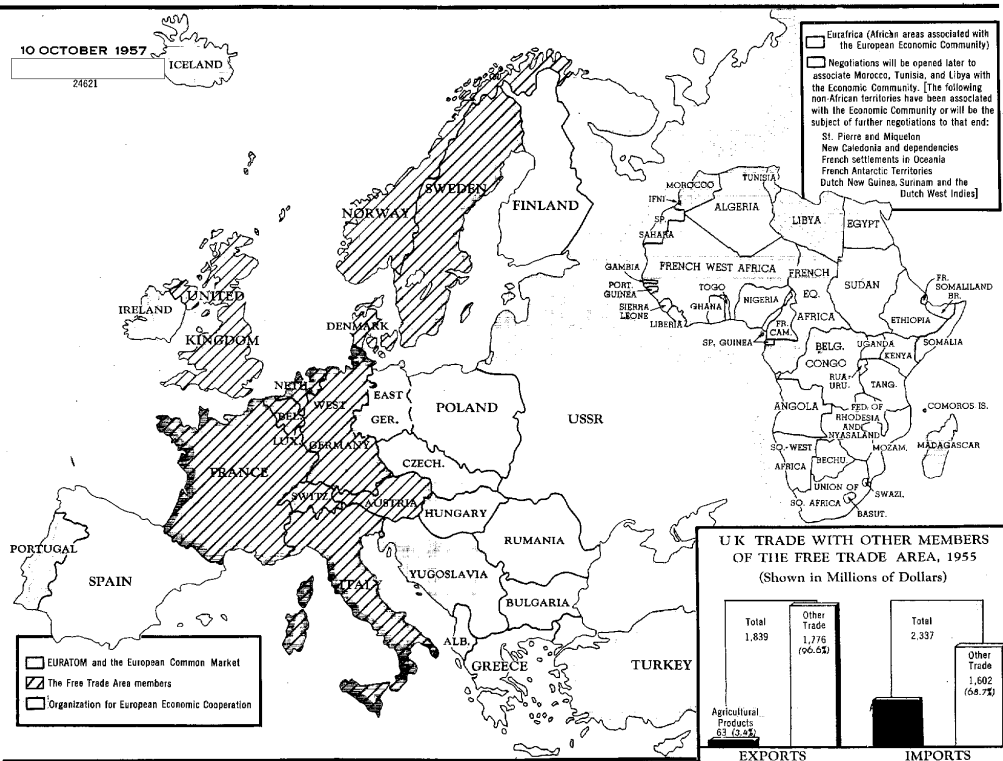 10 OCTOBER 1957
24621
ICELAND
Eurafrica (African areas associated with
the European Economic Community)
Negotiations will be opened later to
associate Morocco, Tunisia, and Libya with
the Economic Community. [The following
non-African territories have been associated
with the Economic Community or will be the
subject of further negotiations to that end:
St. Pierre and Miquelon
New Caledonia and dependencies
French settlements in Oceania
French Antarctic Territories
Dutch New Guinea, Surinam and the
Dutch West Indies]
NORWAY
SWEDEN
FINLAND
IRELAND
UNITED
KINGDOM
DENMARK
NETH.
BEL.
LUX.
WEST
GERMANY
EAST
GER.
POLAND
USSR
CZECH.
FRANCE
SWITZ.
AUSTRIA
HUNGARY
RUMANIA
PORTUGAL
SPAIN
ITALY
YUGOSLAVIA
BULGARIA
ALB.
GREECE
TURKEY
MOROCCO
TUNISIA
IFNI
ALGERIA
LIBYA
EGYPT
SP.
SAHARA
GAMBIA
FRENCH WEST AFRICA
PORT.
GUINEA
SIERRA
LEONE
LIBERIA
TOGO
GHANA
NIGERIA
FRENCH
EQ.
AFRICA
SUDAN
FR.
SOMALILAND
BR.
ETHIOPIA
SP. GUINEA
FR.
CAM.
BELG.
CONGO
UGANDA
KENYA
SOMALIA
RUA-
URU.
TANG.
ANGOLA
FED. OF
RHODESIA
AND
NYASALAND
COMOROS IS.
MOZAM.
MADAGASCAR
SO.-WEST
AFRICA
BECHU.
UNION OF
SO. AFRICA
SWAZI.
BASUT.
EURATOM and the European Common Market
The Free Trade Area members
Organization for European Economic Cooperation
UK TRADE WITH OTHER MEMBERS
OF THE FREE TRADE AREA, 1955
(Shown in Millions of Dollars)
Total
1,839
Other
Trade
1,776
(96.6%)
Agricultural
Products
63 (3.4%)
EXPORTS
Total
2,337
Other
Trade
1,602
(68.7%)
IMPORTS